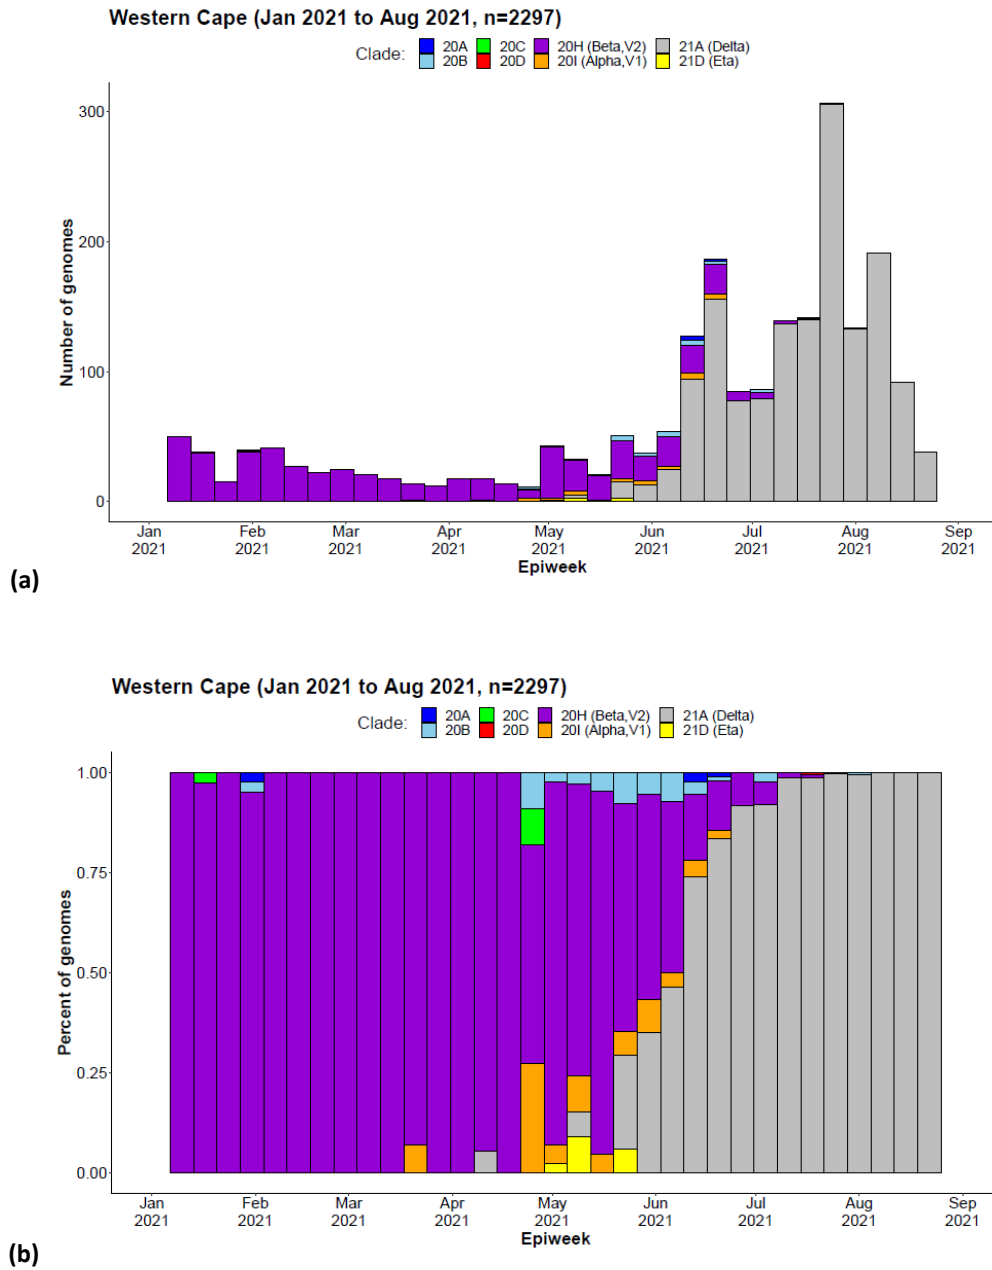 Western Cape (Jan 2021 to Aug 2021, n=2297)
Clade: 20A 20C 20H (Beta,V2) 21A (Delta)
20B 20D 20I (Alpha,V1) 21D (Eta)
Number of genomes
300
200
100
0
Jan Feb Mar Apr May Jun Jul Aug Sep
2021 2021 2021 2021 2021 2021 2021 2021 2021
Epiweek
(a)
Western Cape (Jan 2021 to Aug 2021, n=2297)
Clade: 20A 20C 20H (Beta,V2) 21A (Delta)
20B 20D 20I (Alpha,V1) 21D (Eta)
Percent of genomes
1.00
0.75
0.50
0.25
0.00
Jan Feb Mar Apr May Jun Jul Aug Sep
2021 2021 2021 2021 2021 2021 2021 2021 2021
Epiweek
(b)